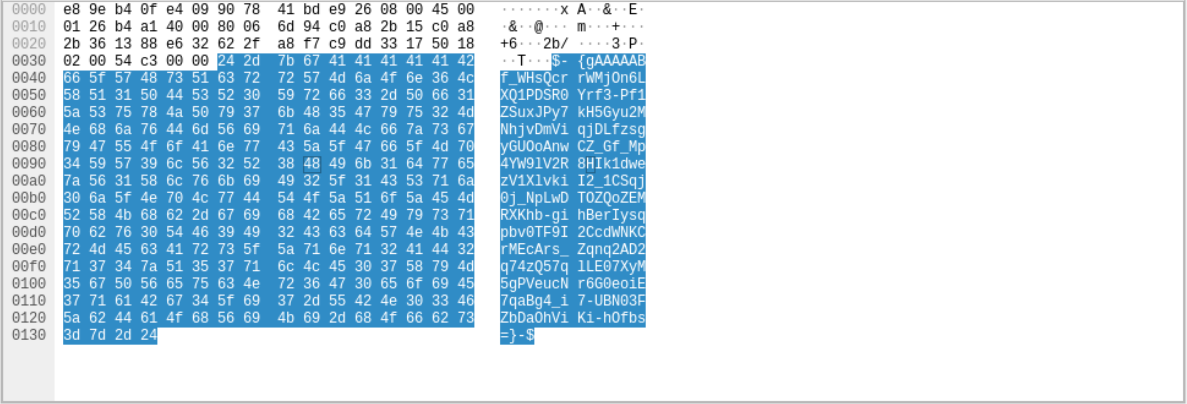 0000 e8 9e b4 0f e4 09 90 78 41 bd e9 26 08 00 45 00 ·······x A··&··E·
0010 01 26 b4 a1 40 00 80 06 6d 94 c0 a8 2b 15 c0 a8 ·&··@··· m···+···
0020 2b 36 13 88 e6 32 62 2f a8 f7 c9 dd 33 17 50 18 +6···2b/ ····3·P·
0030 02 00 54 c3 00 00 24 2d 7b 67 41 41 41 41 41 42 ··T···$- {gAAAAAB
0040 66 5f 57 48 73 51 63 72 72 57 4d 6a 4f 6e 36 4c f_WHsQcr rWMjOn6L
0050 58 51 31 50 44 53 52 30 59 72 66 33 2d 50 66 31 XQ1PDSR0 Yrf3-Pf1
0060 5a 53 75 78 4a 50 79 37 6b 48 35 47 79 75 32 4d ZSuxJPy7 kH5Gyu2M
0070 4e 68 6a 76 44 6d 56 69 71 6a 44 4c 66 7a 73 67 NhjvDmVi qjDLfzsg
0080 79 47 55 4f 6f 41 6e 77 43 5a 5f 47 66 5f 4d 70 yGUOoAnw CZ_Gf_Mp
0090 34 59 57 39 6c 56 32 52 38 48 49 6b 31 64 77 65 4YW9lV2R 8HIk1dwe
00a0 7a 56 31 58 6c 76 6b 69 49 32 5f 31 43 53 71 6a zV1Xlvki I2_1CSqj
00b0 30 6a 5f 4e 70 4c 77 44 54 4f 5a 51 6f 5a 45 4d 0j_NpLwD TOZQoZEM
00c0 52 58 4b 68 62 2d 67 69 68 42 65 72 49 79 73 71 RXKhb-gi hBerIysq
00d0 70 62 76 30 54 46 39 49 32 43 63 64 57 4e 4b 43 pbv0TF9I 2CcdWNKC
00e0 72 4d 45 63 41 72 73 5f 5a 71 6e 71 32 41 44 32 rMEcArs_ Zqnq2AD2
00f0 71 37 34 7a 51 35 37 71 6c 4c 45 30 37 58 79 4d q74zQ57q lLE07XyM
0100 35 67 50 56 65 75 63 4e 72 36 47 30 65 6f 69 45 5gPVeucN r6G0eoiE
0110 37 71 61 42 67 34 5f 69 37 2d 55 42 4e 30 33 46 7qaBg4_i 7-UBN03F
0120 5a 62 44 61 4f 68 56 69 4b 69 2d 68 4f 66 62 73 ZbDaOhVi Ki-hOfbs
0130 3d 7d 2d 24 =}-$